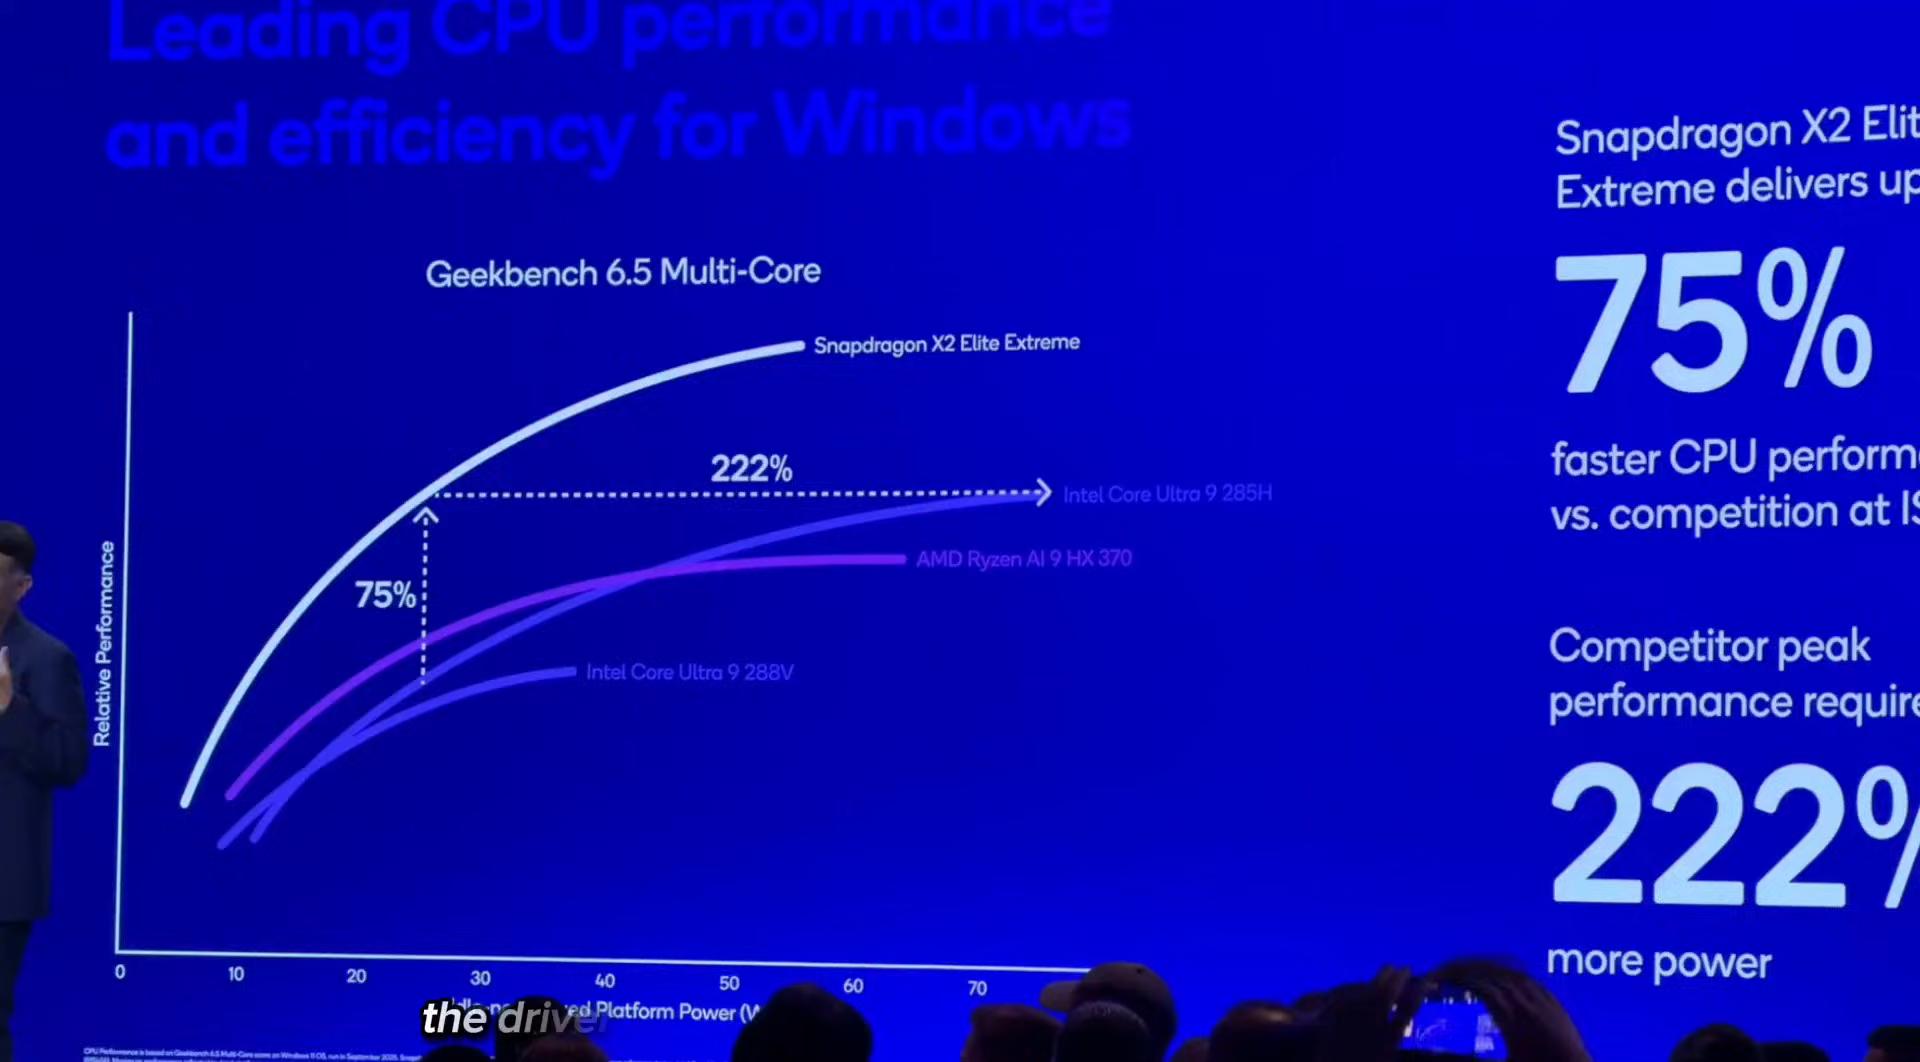 Leading CPU performance
and efficiency for Windows
Geekbench 6.5 Multi-Core
Relative Performance
Snapdragon X2 Elite Extreme
222%
Intel Core Ultra 9 285H
AMD Ryzen AI 9 HX 370
75%
Intel Core Ultra 9 288V
0 10 20 30 40 50 60 70
Platform Power
the driver
Snapdragon X2 Elit
Extreme delivers up
75%
faster CPU perform
vs. competition at IS
Competitor peak
performance require
222%
more power